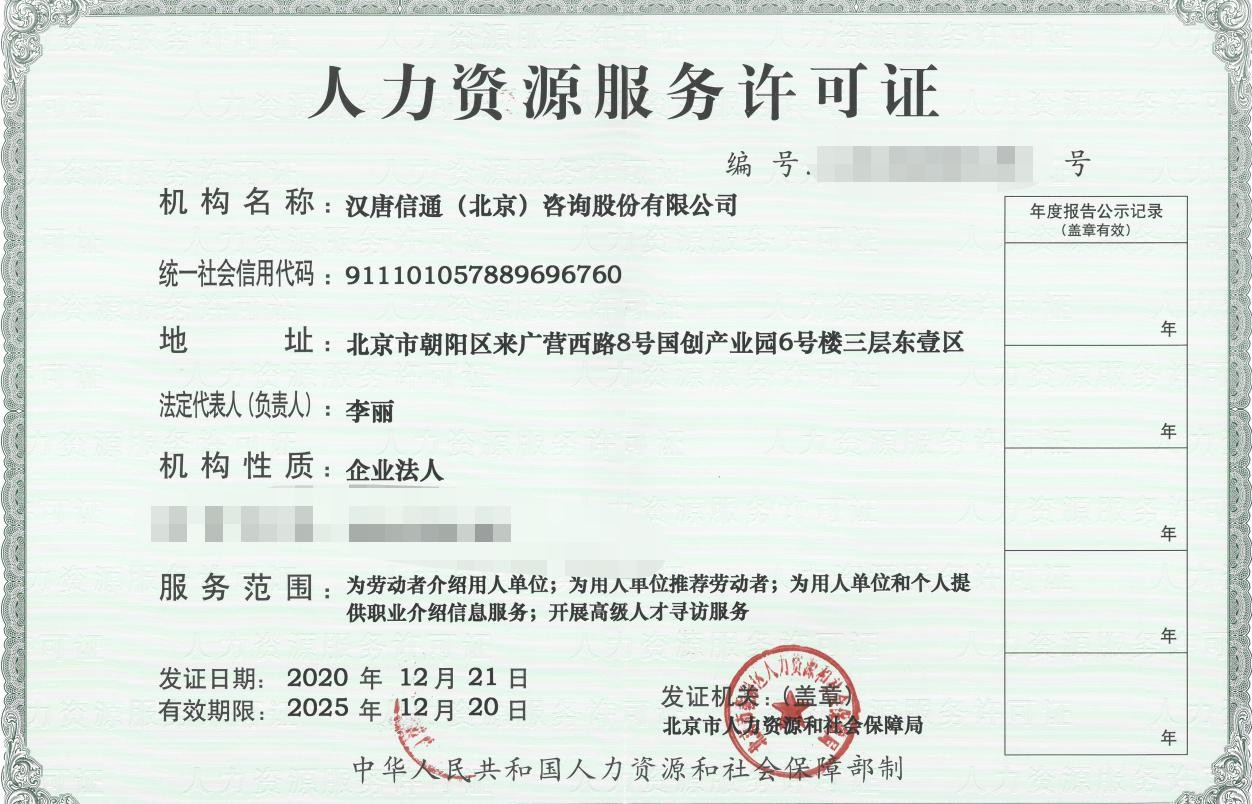 人力资源服务许可证
编 号. 号
机构名称：汉唐信通（北京）咨询股份有限公司
年度报告公示记录
（盖章有效）
统一社会信用代码：911101057889696760
年
地 址：北京市朝阳区来广营西路8号国创产业园6号楼三层东壹区
法定代表人（负责人）：李丽
年
机构性质：企业法人
年
服务范围：为劳动者介绍用人单位；为用人单位推荐劳动者；为用人单位和个人提
供职业介绍信息服务；开展高级人才寻访服务
年
发证日期：2020 年 12 月 21 日
有效期限：2025 年 12 月 20 日
发证机关：（盖章）
北京市人力资源和社会保障局
年
中华人民共和国人力资源和社会保障部制